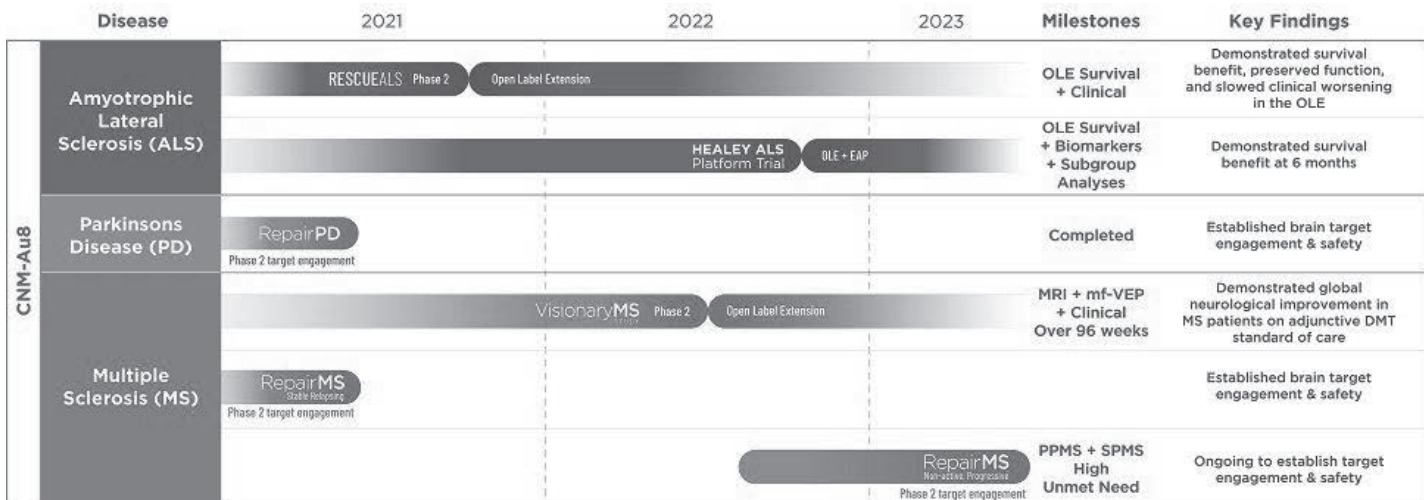 Disease 2021 2022 2023 Milestones Key Findings
CNM-Au8
Amyotrophic
Lateral
Sclerosis (ALS)
RESCUEALS Phase 2
Open Label Extension
OLE Survival
+ Clinical
Demonstrated survival
benefit, preserved function,
and slowed clinical worsening
in the OLE
HEALEY ALS
Platform Trial
OLE + EAP
OLE Survival
+ Biomarkers
+ Subgroup
Analyses
Demonstrated survival
benefit at 6 months
Parkinsons
Disease (PD)
RepairPD
Phase 2 target engagement
Completed
Established brain target
engagement & safety
Multiple
Sclerosis (MS)
VisionaryMS Phase 2
Open Label Extension
MRI + mf-VEP
+ Clinical
Over 96 weeks
Demonstrated global
neurological improvement in
MS patients on adjunctive DMT
standard of care
RepairMS
Stable Relapsing
Phase 2 target engagement
Established brain target
engagement & safety
RepairMS
Non-active, Progressive
Phase 2 target engagement
PPMS + SPMS
High
Unmet Need
Ongoing to establish target
engagement & safety